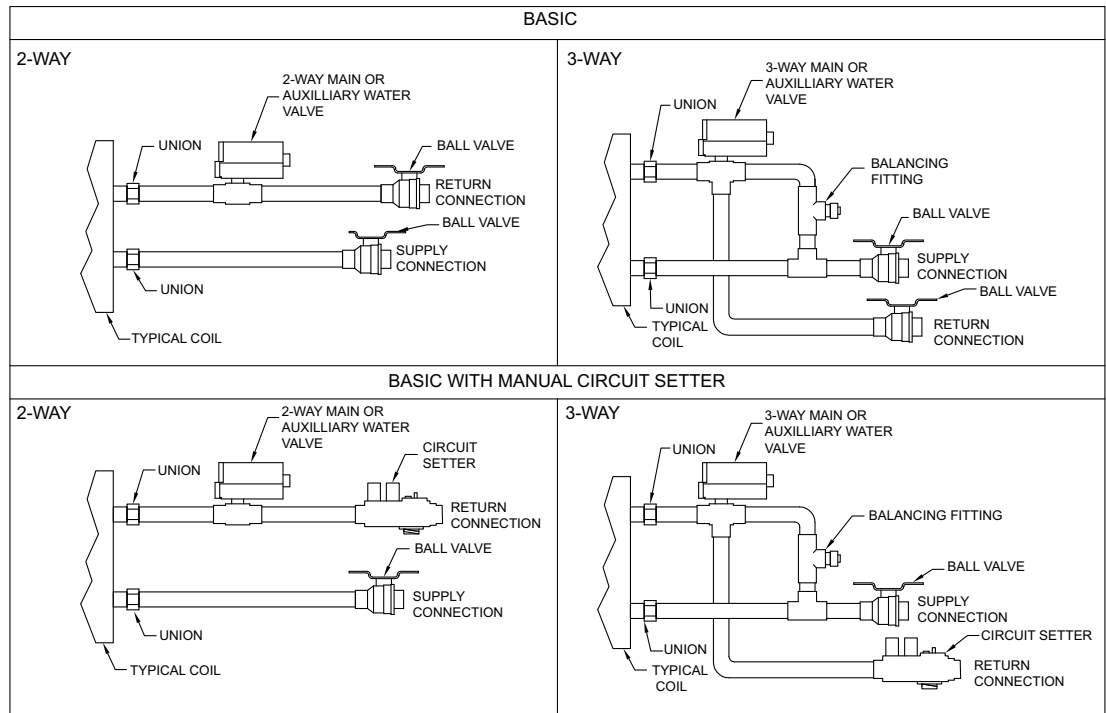 BASIC
2-WAY
2-WAY MAIN OR
AUXILLIARY WATER
VALVE
UNION
BALL VALVE
RETURN
CONNECTION
BALL VALVE
SUPPLY
CONNECTION
UNION
TYPICAL COIL
3-WAY
3-WAY MAIN OR
AUXILLIARY WATER
VALVE
UNION
BALANCING
FITTING
BALL VALVE
SUPPLY
CONNECTION
BALL VALVE
UNION
TYPICAL
COIL
RETURN
CONNECTION
BASIC WITH MANUAL CIRCUIT SETTER
2-WAY
2-WAY MAIN OR
AUXILLIARY WATER
VALVE
CIRCUIT
SETTER
UNION
RETURN
CONNECTION
BALL VALVE
SUPPLY
CONNECTION
UNION
TYPICAL COIL
3-WAY
3-WAY MAIN OR
AUXILLIARY WATER
VALVE
UNION
BALANCING FITTING
BALL VALVE
SUPPLY
CONNECTION
CIRCUIT SETTER
UNION
TYPICAL
COIL
RETURN
CONNECTION